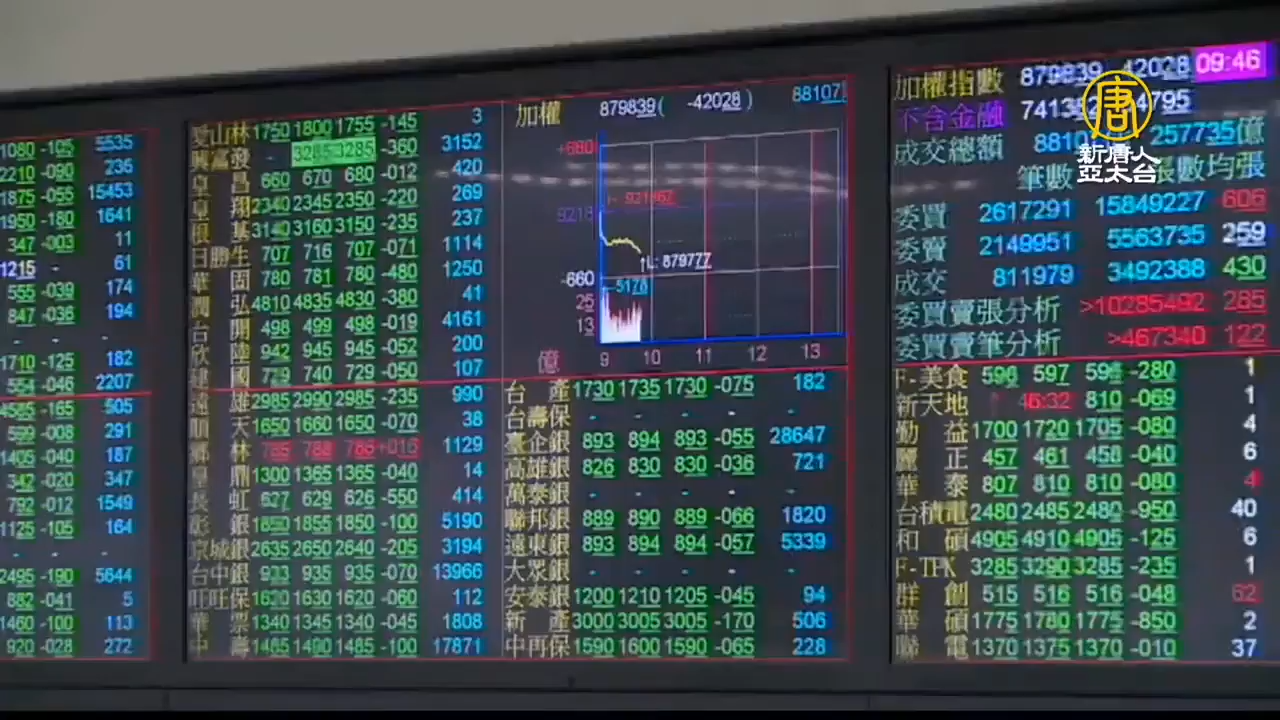 1080 -105 5535
2210 -090 235
1875 -055 15453
1950 -180 1641
347 -003 11
1215 - 61
555 -039 174
847 -036 194
- - -
1710 -125 182
554 -046 2207
4585 -165 505
599 -008 291
1405 -040 187
342 -020 347
792 -012 1549
1125 -105 164
- - -
2495 -190 5644
882 -041 5
1460 -100 113
920 -028 272
愛山林 1750 1800 1755 -145 3
興富發 - 3285 3285 -360 3152
皇昌 660 670 680 -012 420
皇翔 2340 2345 2350 -220 269
根基 3140 3160 3150 -235 237
日勝生 707 716 707 -071 1114
華固 780 781 780 -480 1250
潤弘 4810 4835 4830 -380 41
台開 498 499 498 -019 4161
欣陸 942 945 945 -052 200
建國 729 740 729 -050 107
遠雄 2985 2990 2985 -235 990
順天 1650 1660 1650 -070 38
鄉林 785 788 786 +016 1129
皇鼎 1300 1365 1365 -040 14
長虹 627 629 626 -550 414
彰銀 1850 1855 1850 -100 5190
京城銀 2635 2650 2640 -205 3194
台中銀 933 935 935 -070 13966
旺旺保 1620 1630 1620 -060 112
華票 1340 1345 1340 -045 1808
中壽 1485 1490 1485 -100 17871
加權 879839( -42028 ) 88107
+660
9218
-660
25
13
L: 879777
5178
億 9 10 11 12 13
台產 1730 1735 1730 -075 182
台壽保 - - - - -
臺企銀 893 894 893 -055 28647
高雄銀 826 830 830 -036 721
萬泰銀 - - - - -
聯邦銀 889 890 889 -066 1820
遠東銀 893 894 894 -057 5339
大眾銀 - - - - -
安泰銀 1200 1210 1205 -045 94
新產 3000 3005 3005 -170 506
中再保 1590 1600 1590 -065 228
加權指數 879839 42028 09:46
不含金融 4795
成交總額 257735億
筆數 張數均張
委買 2617291 15849227 606
委賣 2149951 5563735 259
成交 811979 3492388 430
委買賣張分析 >10285492 285
委買賣筆分析 >467340 122
F-美食 596 597 596 -280 1
新天地 46:32 810 -069 1
勤益 1700 1720 1705 -080 4
麗正 457 461 458 -040 6
華泰 807 810 810 -080 4
台積電 2480 2485 2480 -950 40
和碩 4905 4910 4905 -125 6
F-TPK 3285 3290 3285 -235 1
群創 515 516 516 -048 62
華碩 1775 1780 1775 -850 2
聯電 1370 1375 1370 -010 37
唐
新唐人
亞太台